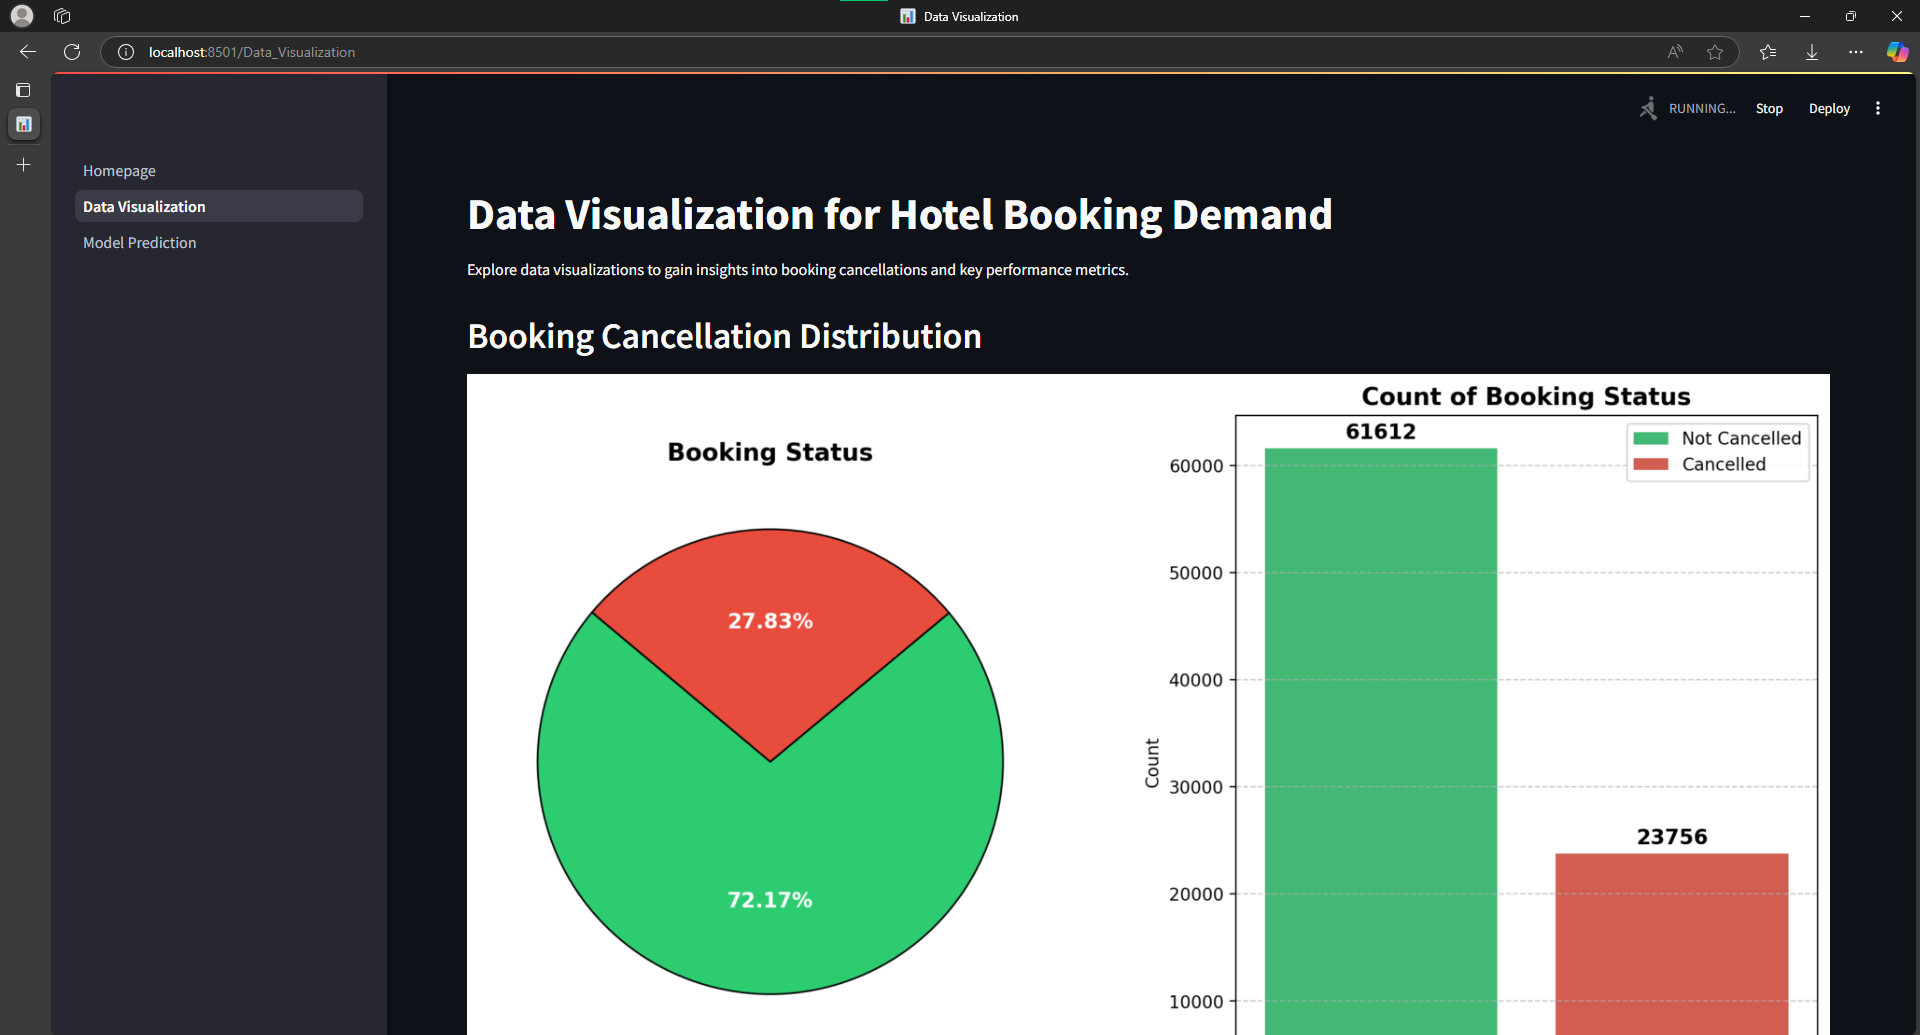 Data Visualization
localhost:8501/Data_Visualization
RUNNING... Stop Deploy
Homepage
Data Visualization
Model Prediction
Data Visualization for Hotel Booking Demand
Explore data visualizations to gain insights into booking cancellations and key performance metrics.
Booking Cancellation Distribution
Booking Status
27.83%
72.17%
Count of Booking Status
61612
Not Cancelled
Cancelled
60000
50000
40000
Count
30000
23756
20000
10000